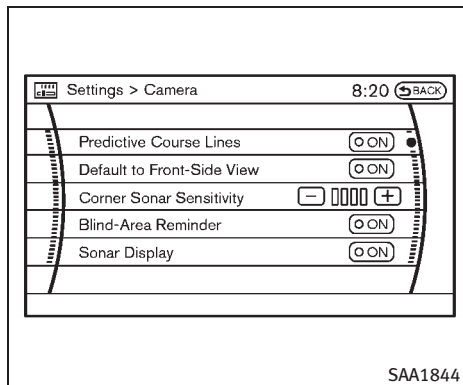 Settings > Camera 8:20 BACK
Predictive Course Lines ON
Default to Front-Side View ON
Corner Sonar Sensitivity − +
Blind-Area Reminder ON
Sonar Display ON
SAA1844